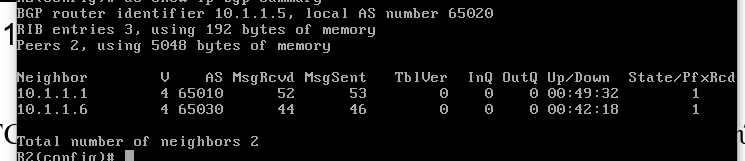 BGP router identifier 10.1.1.5, local AS number 65020
RIB entries 3, using 192 bytes of memory
Peers 2, using 5048 bytes of memory
Neighbor V AS MsgRcvd MsgSent TblVer InQ OutQ Up/Down State/PfxRcd
10.1.1.1 4 65010 52 53 0 0 0 00:49:32 1
10.1.1.6 4 65030 44 46 0 0 0 00:42:18 1
Total number of neighbors 2
R2(config)#